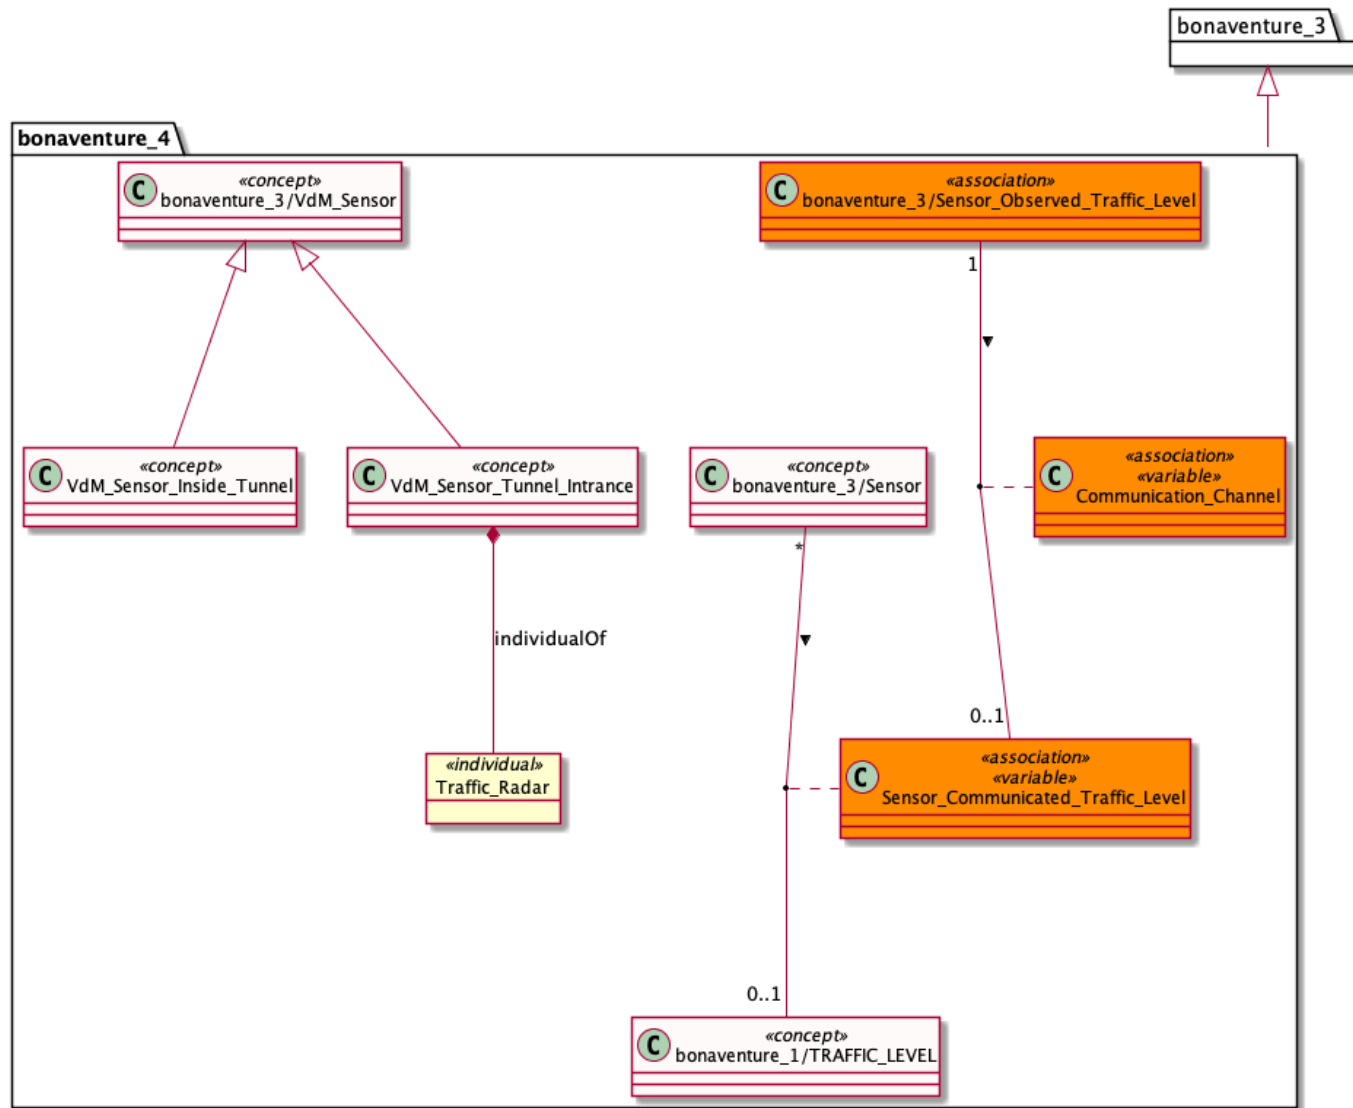 bonaventure_3
bonaventure_4
«concept»
C
bonaventure_3/VdM_Sensor
«association»
C
bonaventure_3/Sensor_Observed_Traffic_Level
1
«concept»
C
VdM_Sensor_Inside_Tunnel
«concept»
C
VdM_Sensor_Tunnel_Intrance
«concept»
C
bonaventure_3/Sensor
«association»
«variable»
C
Communication_Channel
*
individualOf
0..1
«individual»
Traffic_Radar
«association»
«variable»
C
Sensor_Communicated_Traffic_Level
0..1
«concept»
C
bonaventure_1/TRAFFIC_LEVEL